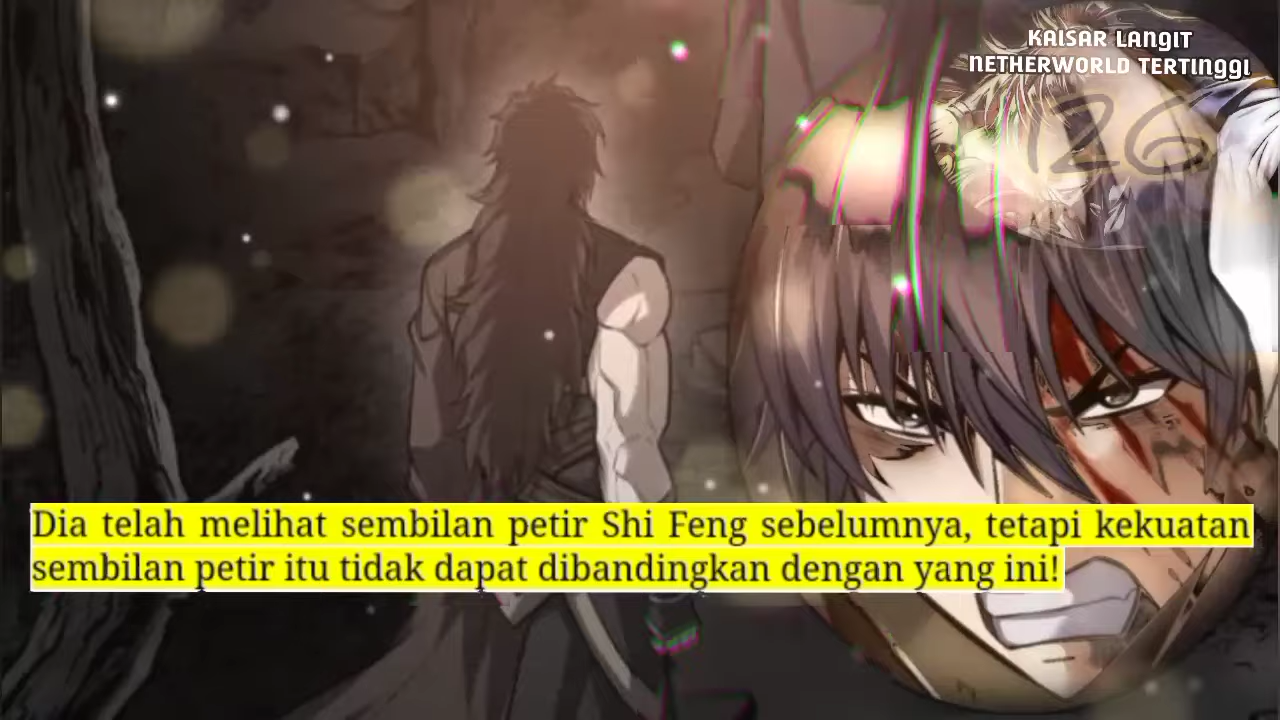 KAISAR LANGIT
NETHERWORLD TERTINGGI
126
Dia telah melihat sembilan petir Shi Feng sebelumnya, tetapi kekuatan
sembilan petir itu tidak dapat dibandingkan dengan yang ini!